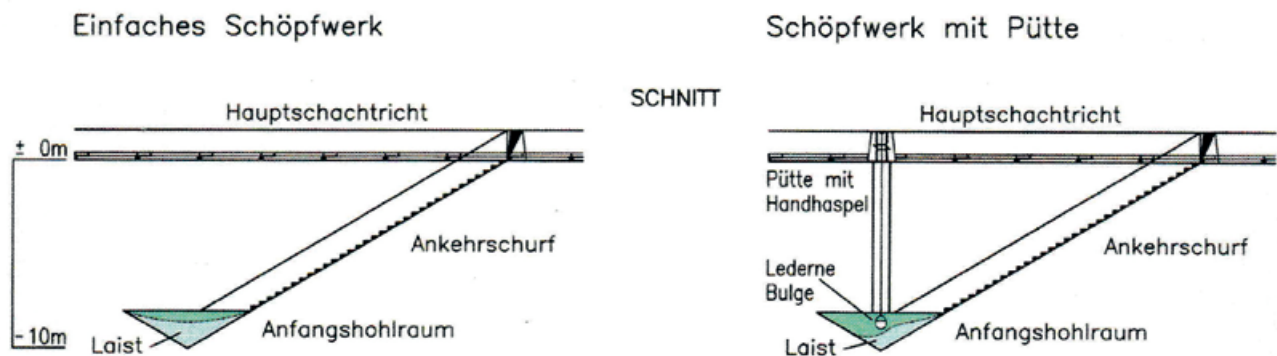 Einfaches Schöpfwerk
Schöpfwerk mit Pütte
SCHNITT
Hauptschachtricht
± 0m
Ankehrschurf
Anfangshohlraum
Laist
-10m
Hauptschachtricht
Pütte mit
Handhaspel
Ankehrschurf
Lederne
Bulge
Anfangshohlraum
Laist